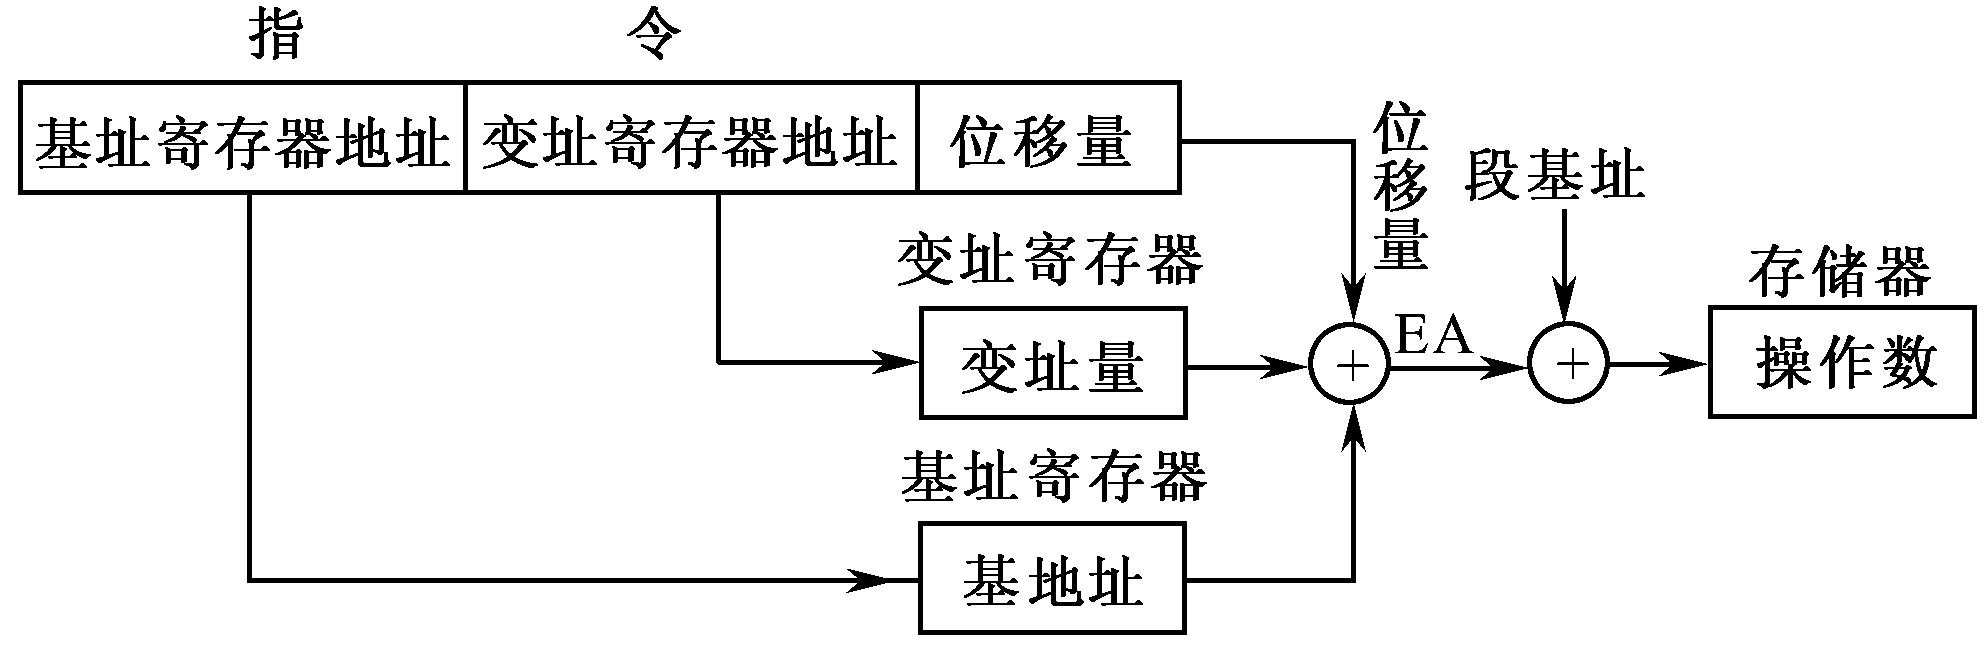 指 令
基址寄存器地址 变址寄存器地址 位移量
位移量
段基址
变址寄存器
存储器
变址量
+
EA
+
操作数
基址寄存器
基地址